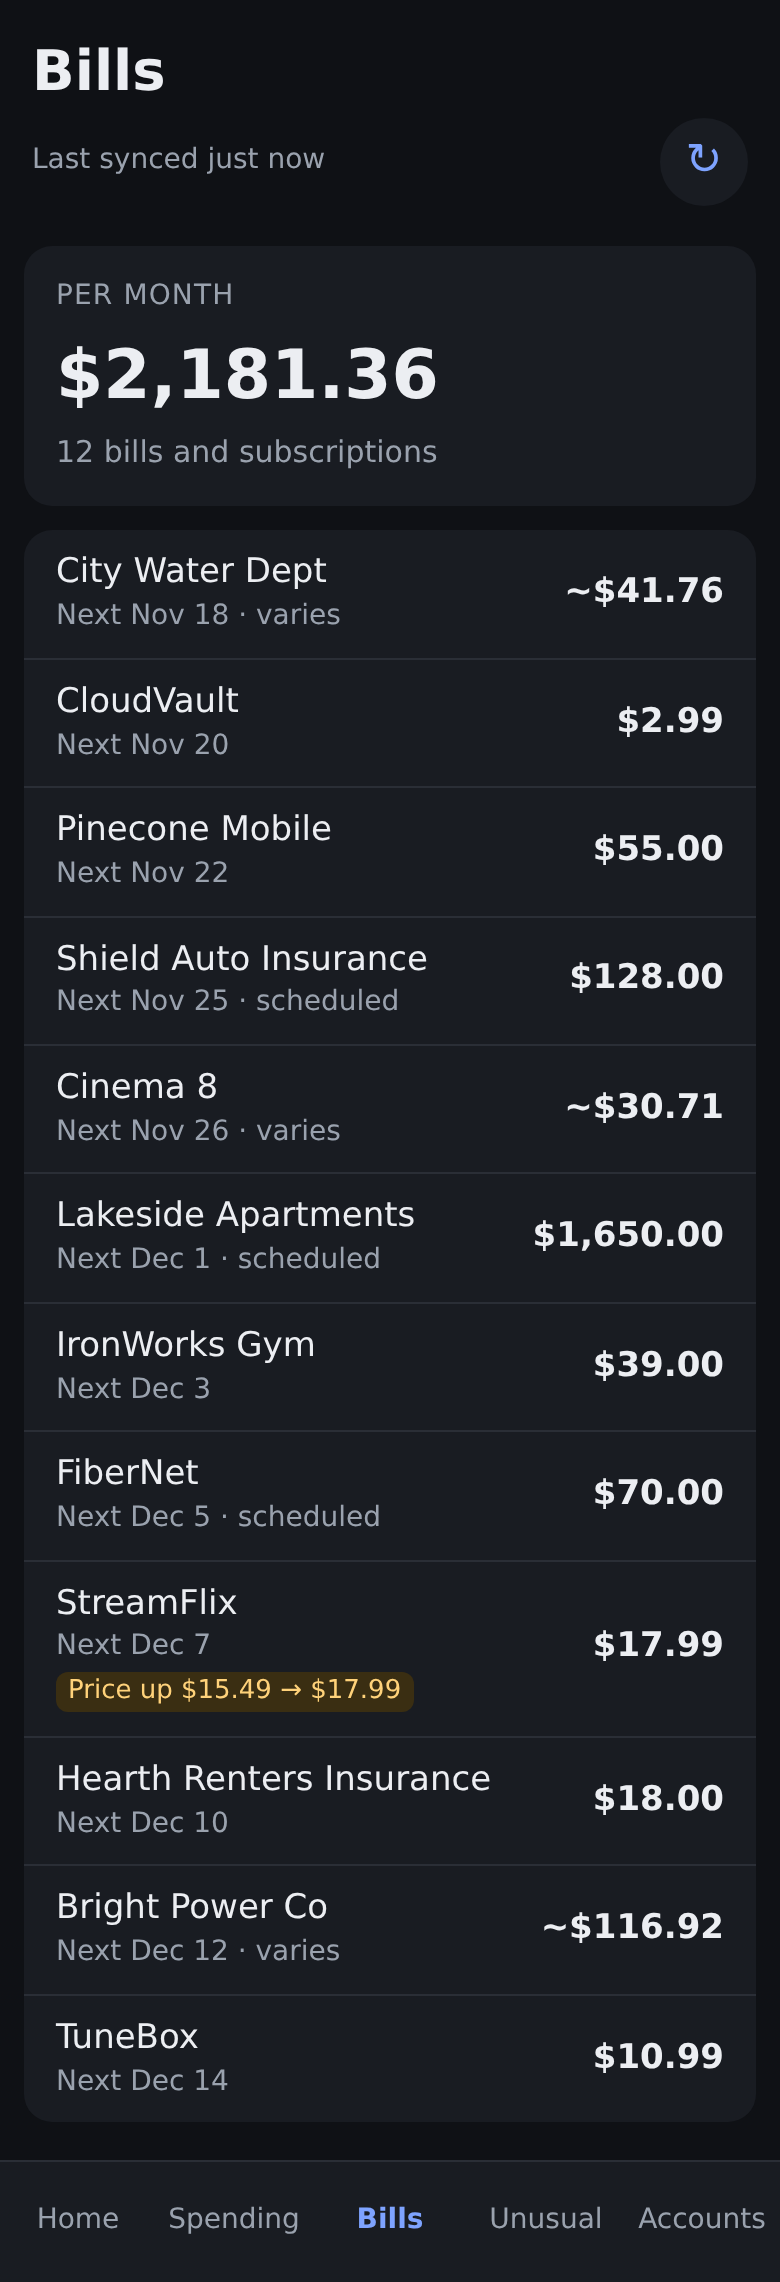 Bills
Last synced just now
↻
PER MONTH
$2,181.36
12 bills and subscriptions
City Water Dept
Next Nov 18 · varies
~$41.76
CloudVault
Next Nov 20
$2.99
Pinecone Mobile
Next Nov 22
$55.00
Shield Auto Insurance
Next Nov 25 · scheduled
$128.00
Cinema 8
Next Nov 26 · varies
~$30.71
Lakeside Apartments
Next Dec 1 · scheduled
$1,650.00
IronWorks Gym
Next Dec 3
$39.00
FiberNet
Next Dec 5 · scheduled
$70.00
StreamFlix
Next Dec 7
Price up $15.49 → $17.99
$17.99
Hearth Renters Insurance
Next Dec 10
$18.00
Bright Power Co
Next Dec 12 · varies
~$116.92
TuneBox
Next Dec 14
$10.99
Home Spending Bills Unusual Accounts